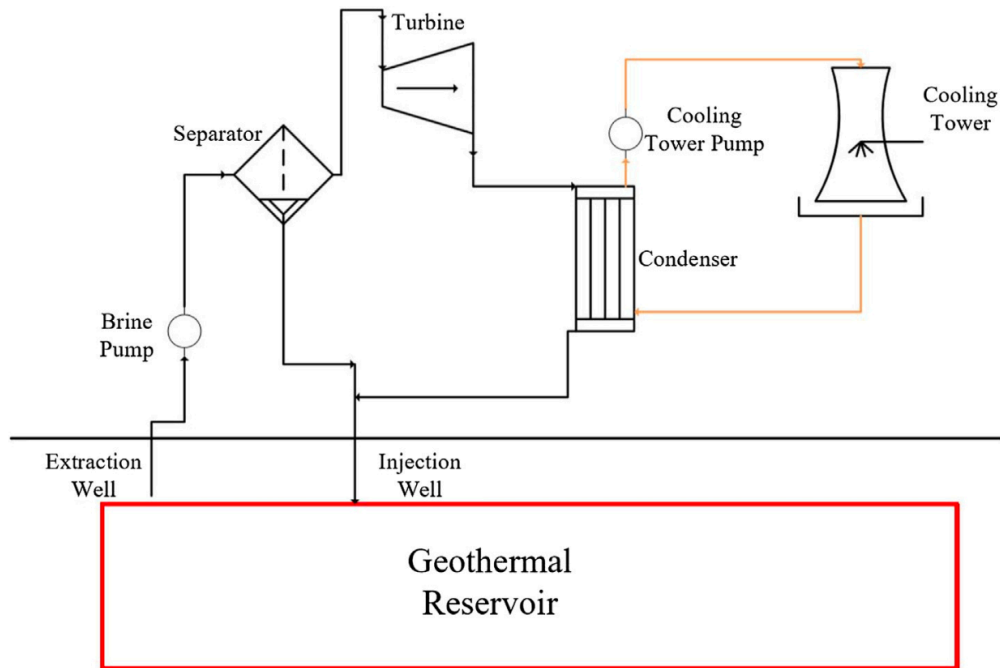 Turbine
Separator
Cooling
Tower Pump
Cooling
Tower
Condenser
Brine
Pump
Extraction
Well
Injection
Well
Geothermal
Reservoir